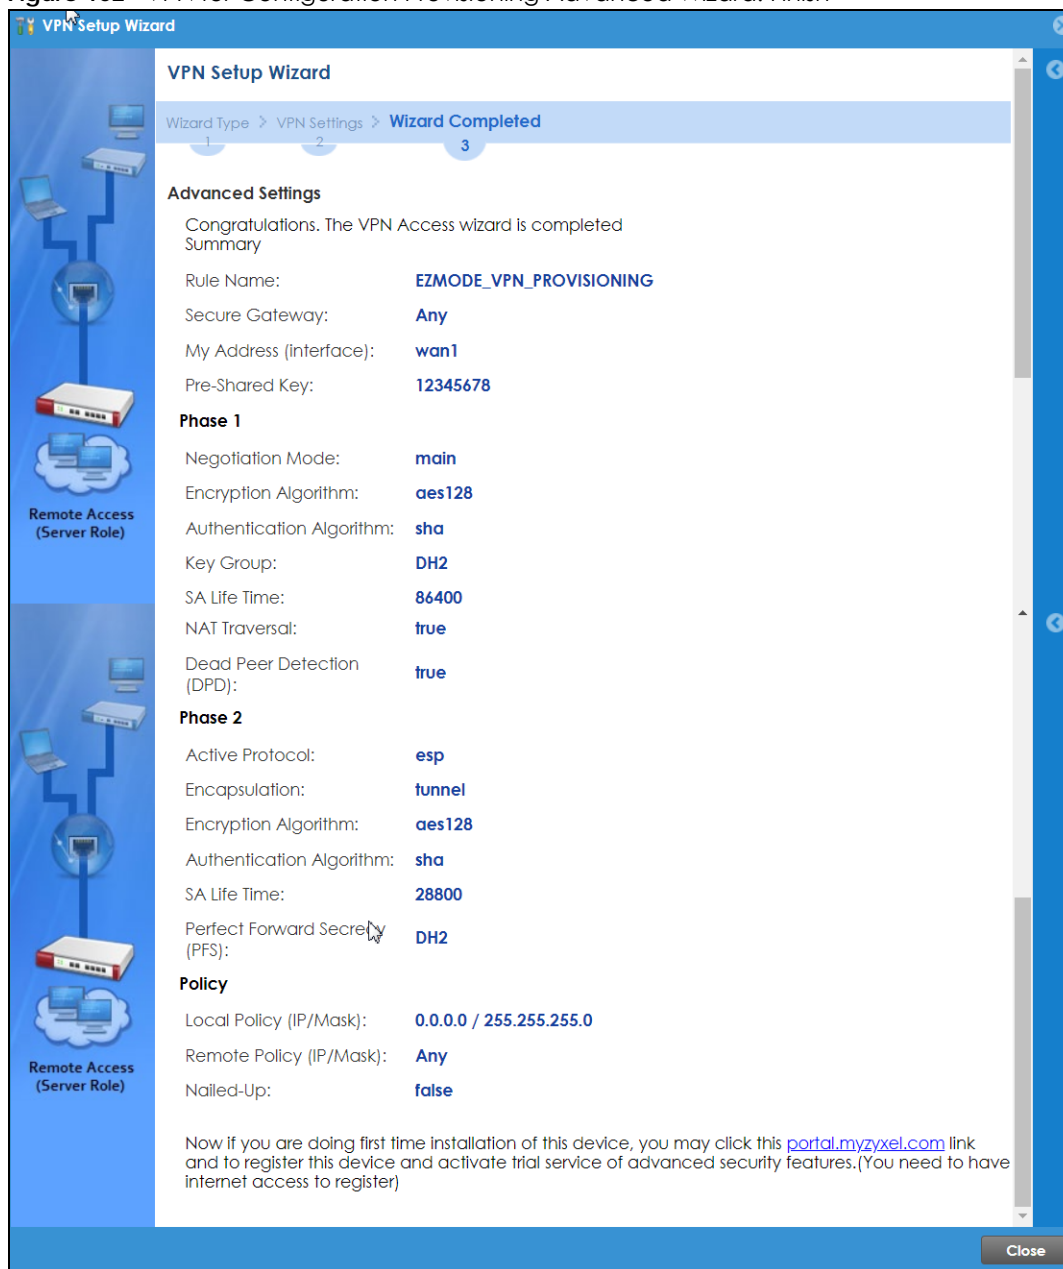 VPN Setup Wizard
VPN Setup Wizard
Wizard Type > VPN Settings > Wizard Completed
1 2 3
Advanced Settings
Congratulations. The VPN Access wizard is completed
Summary
Rule Name: EZMODE_VPN_PROVISIONING
Secure Gateway: Any
My Address (interface): wan1
Pre-Shared Key: 12345678
Phase 1
Negotiation Mode: main
Encryption Algorithm: aes128
Remote Access
(Server Role)
Authentication Algorithm: sha
Key Group: DH2
SA Life Time: 86400
NAT Traversal: true
Dead Peer Detection
(DPD): true
Phase 2
Active Protocol: esp
Encapsulation: tunnel
Encryption Algorithm: aes128
Authentication Algorithm: sha
SA Life Time: 28800
Perfect Forward Secrecy
(PFS): DH2
Policy
Local Policy (IP/Mask): 0.0.0.0 / 255.255.255.0
Remote Policy (IP/Mask): Any
Remote Access
(Server Role)
Nailed-Up: false
Now if you are doing first time installation of this device, you may click this portal.myzyxel.com link
and to register this device and activate trial service of advanced security features.(You need to have
internet access to register)
Close